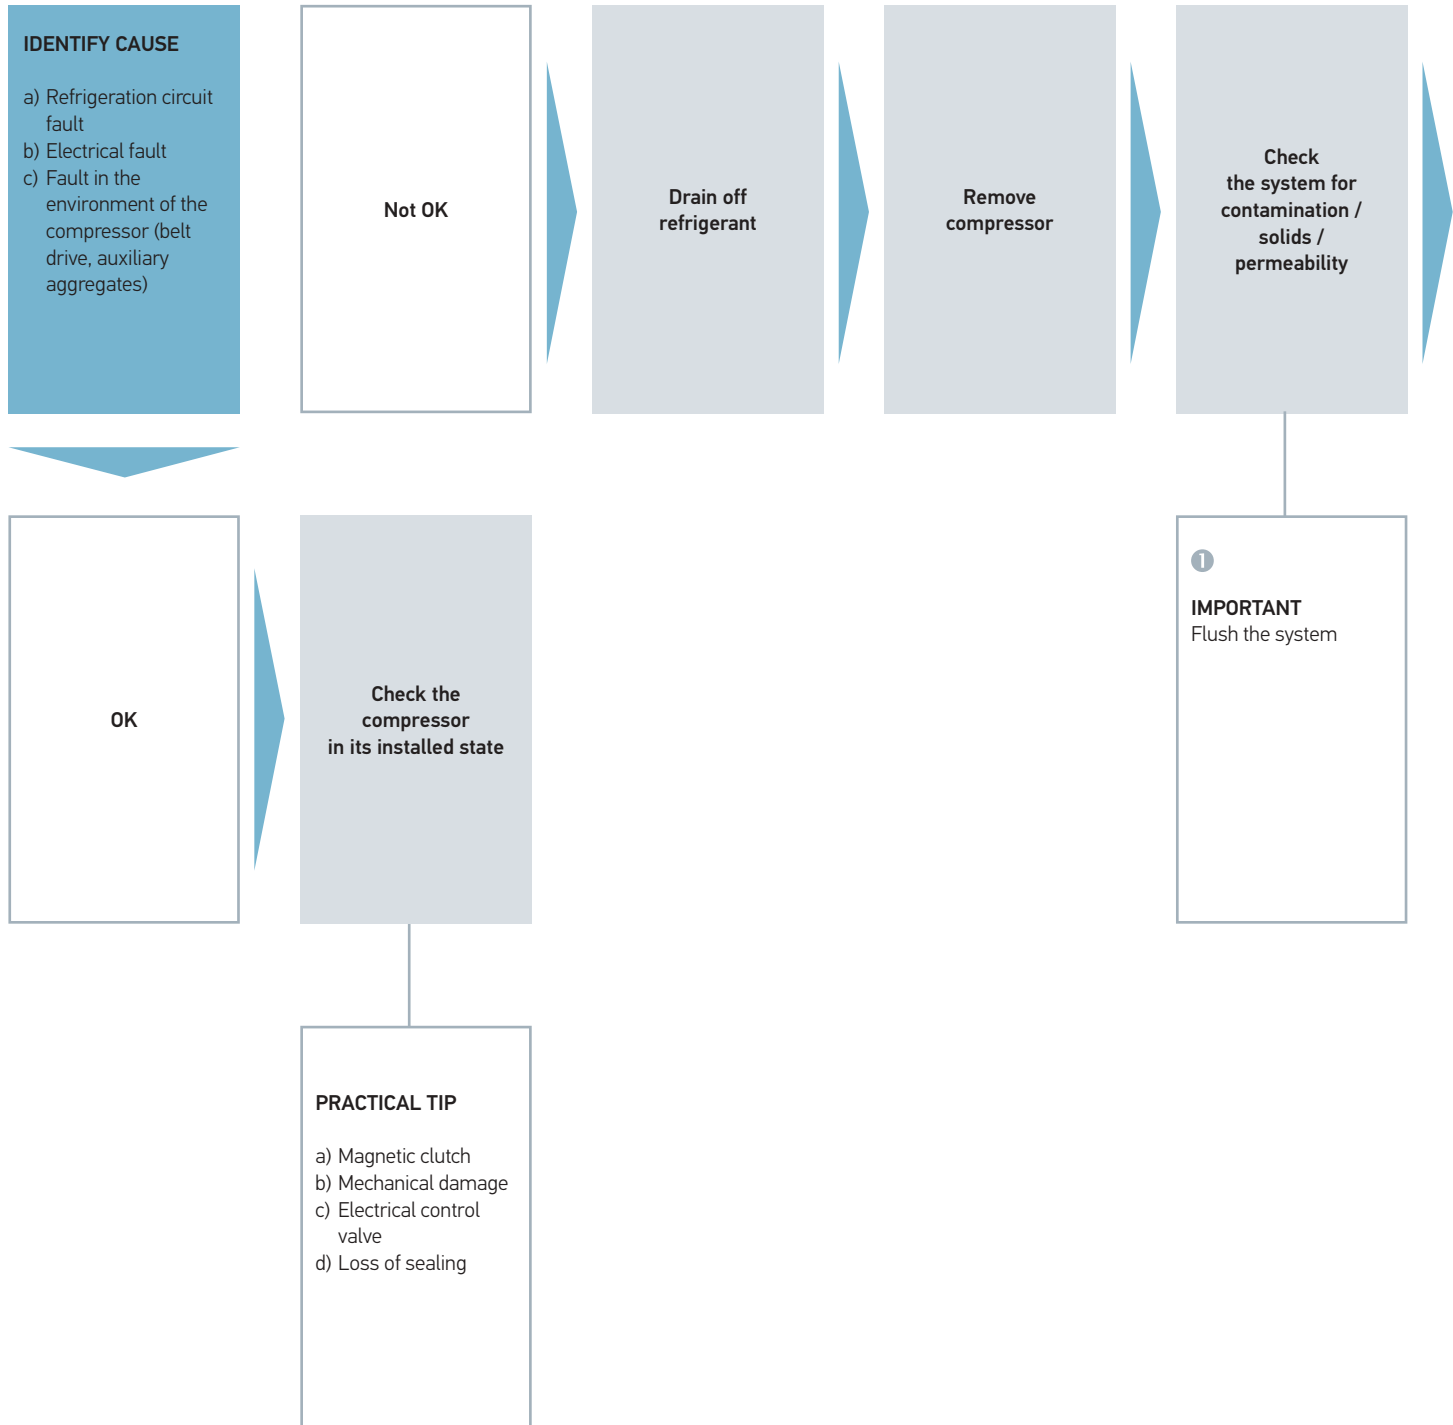 IDENTIFY CAUSE
a) Refrigeration circuit
fault
b) Electrical fault
c) Fault in the
environment of the
compressor (belt
drive, auxiliary
aggregates)
Not OK
Drain off
refrigerant
Remove
compressor
Check
the system for
contamination /
solids /
permeability
OK
Check the
compressor
in its installed state
1
IMPORTANT
Flush the system
PRACTICAL TIP
a) Magnetic clutch
b) Mechanical damage
c) Electrical control
valve
d) Loss of sealing